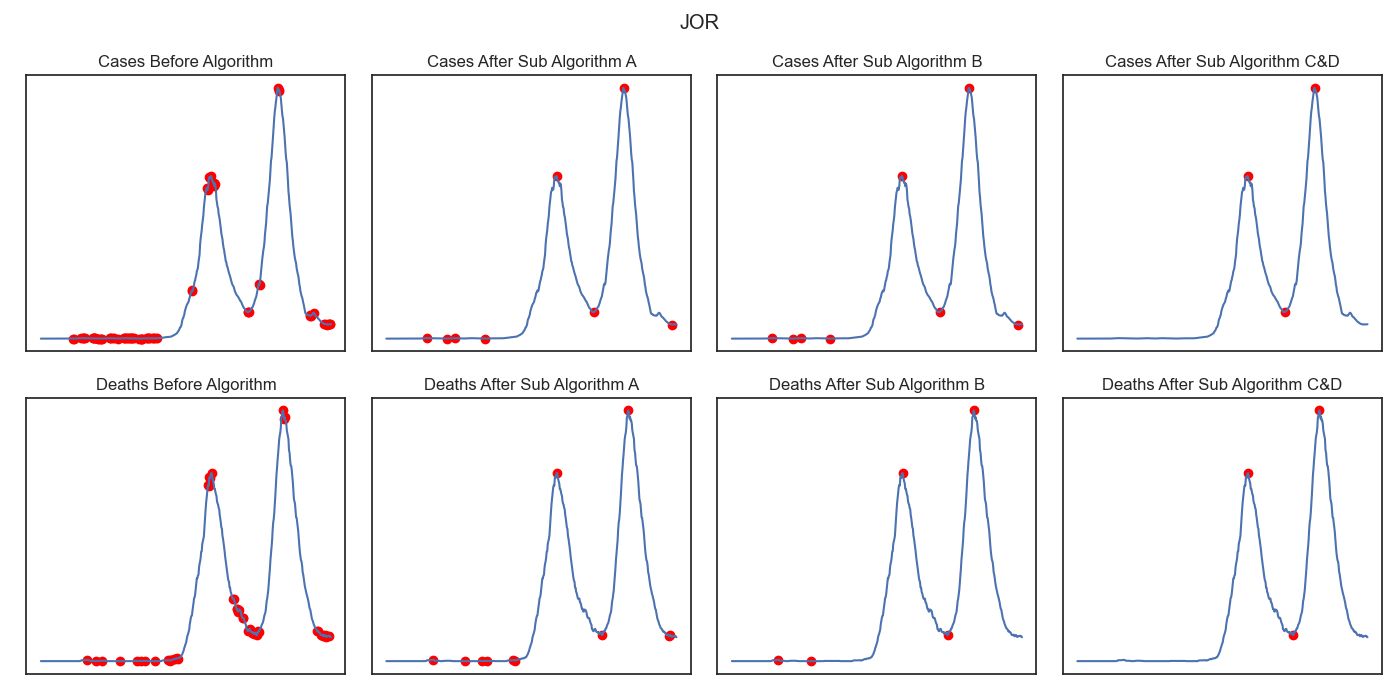 JOR
Cases Before Algorithm
Cases After Sub Algorithm A
Cases After Sub Algorithm B
Cases After Sub Algorithm C&D
Deaths Before Algorithm
Deaths After Sub Algorithm A
Deaths After Sub Algorithm B
Deaths After Sub Algorithm C&D